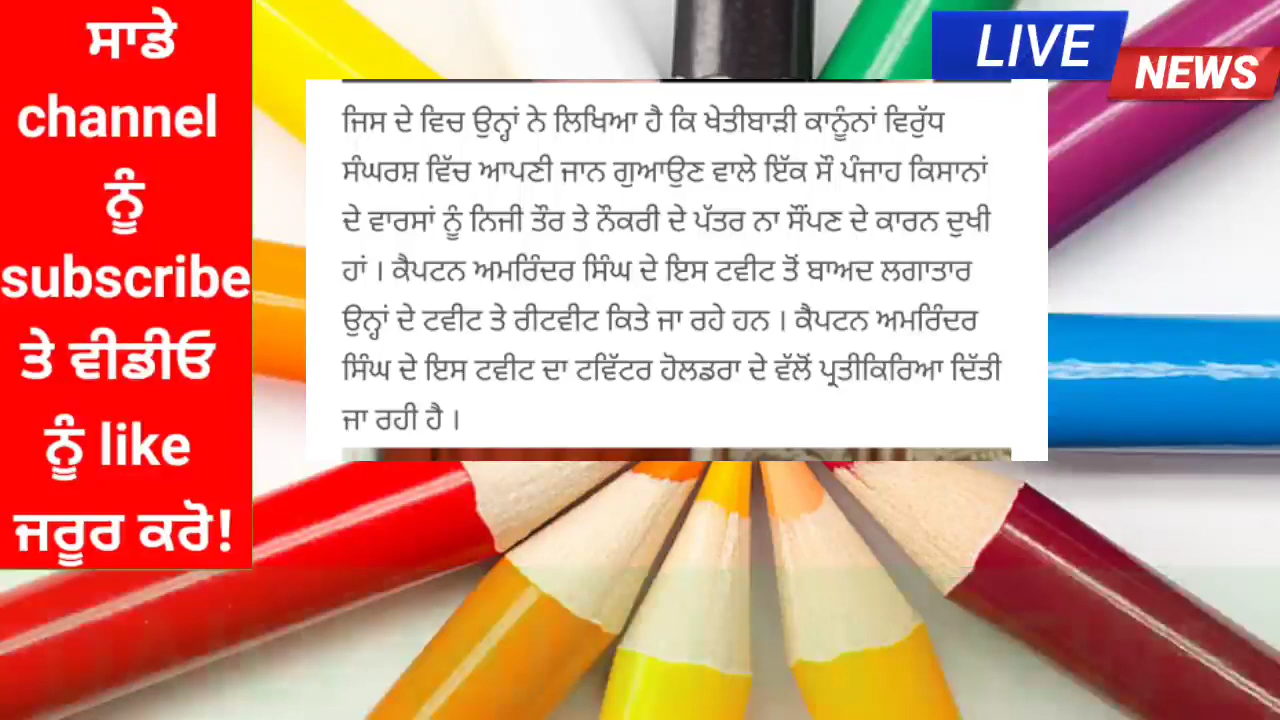 ਸਾਡੇ
channel
ਨੂੰ
subscribe
ਤੇ ਵੀਡੀਓ
ਨੂੰ like
ਜਰੂਰ ਕਰੋ!
LIVE
NEWS
ਜਿਸ ਦੇ ਵਿਚ ਉਨ੍ਹਾਂ ਨੇ ਲਿਖਿਆ ਹੈ ਕਿ ਖੇਤੀਬਾੜੀ ਕਾਨੂੰਨਾਂ ਵਿਰੁੱਧ
ਸੰਘਰਸ਼ ਵਿੱਚ ਆਪਣੀ ਜਾਨ ਗੁਆਉਣ ਵਾਲੇ ਇੱਕ ਸੌ ਪੰਜਾਹ ਕਿਸਾਨਾਂ
ਦੇ ਵਾਰਸਾਂ ਨੂੰ ਨਿਜੀ ਤੌਰ ਤੇ ਨੌਕਰੀ ਦੇ ਪੱਤਰ ਨਾ ਸੌਂਪਣ ਦੇ ਕਾਰਨ ਦੁਖੀ
ਹਾਂ । ਕੈਪਟਨ ਅਮਰਿੰਦਰ ਸਿੰਘ ਦੇ ਇਸ ਟਵੀਟ ਤੋਂ ਬਾਅਦ ਲਗਾਤਾਰ
ਉਨ੍ਹਾਂ ਦੇ ਟਵੀਟ ਤੇ ਰੀਟਵੀਟ ਕਿਤੇ ਜਾ ਰਹੇ ਹਨ । ਕੈਪਟਨ ਅਮਰਿੰਦਰ
ਸਿੰਘ ਦੇ ਇਸ ਟਵੀਟ ਦਾ ਟਵਿੱਟਰ ਹੋਲਡਰਾ ਦੇ ਵੱਲੋਂ ਪ੍ਰਤੀਕਿਰਿਆ ਦਿੱਤੀ
ਜਾ ਰਹੀ ਹੈ ।